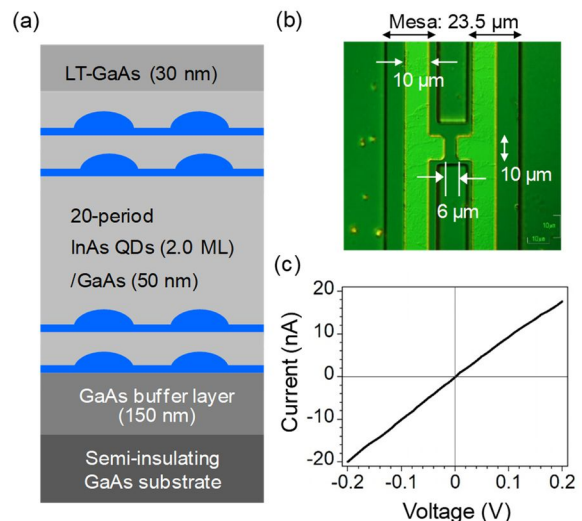 (a)
LT-GaAs (30 nm)
20-period
InAs QDs (2.0 ML)
/GaAs (50 nm)
GaAs buffer layer
(150 nm)
Semi-insulating
GaAs substrate
(b)
Mesa: 23.5 µm
10 µm
10 µm
6 µm
10µm
10µm
(c)
Current (nA)
20
10
0
-10
-20
-0.2
-0.1
0
0.1
0.2
Voltage (V)